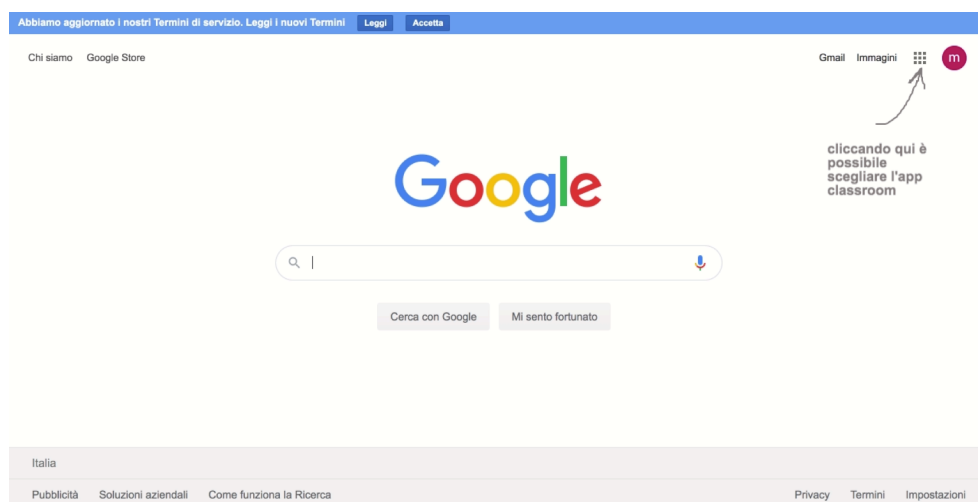 Abbiamo aggiornato i nostri Termini di servizio. Leggi i nuovi Termini Leggi Accetta
Chi siamo Google Store Gmail Immagini m
cliccando qui è
possibile
scegliare l'app
classroom
Google
Cerca con Google Mi sento fortunato
Italia
Pubblicità Soluzioni aziendali Come funziona la Ricerca Privacy Termini Impostazioni